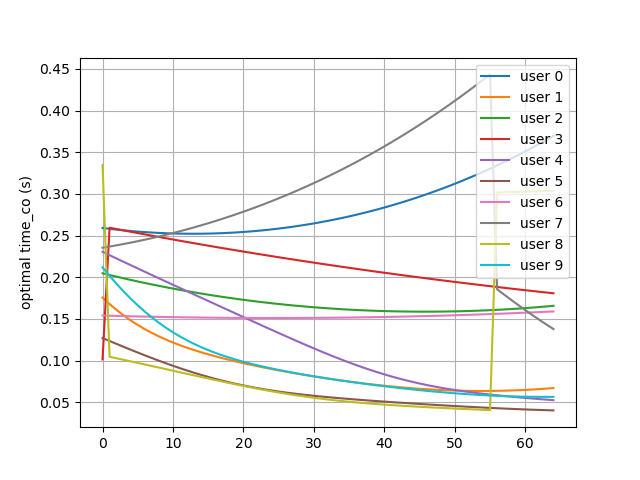 0.45
0.40
0.35
0.30
0.25
0.20
0.15
0.10
0.05
optimal time_co (s)
0 10 20 30 40 50 60
user 0
user 1
user 2
user 3
user 4
user 5
user 6
user 7
user 8
user 9